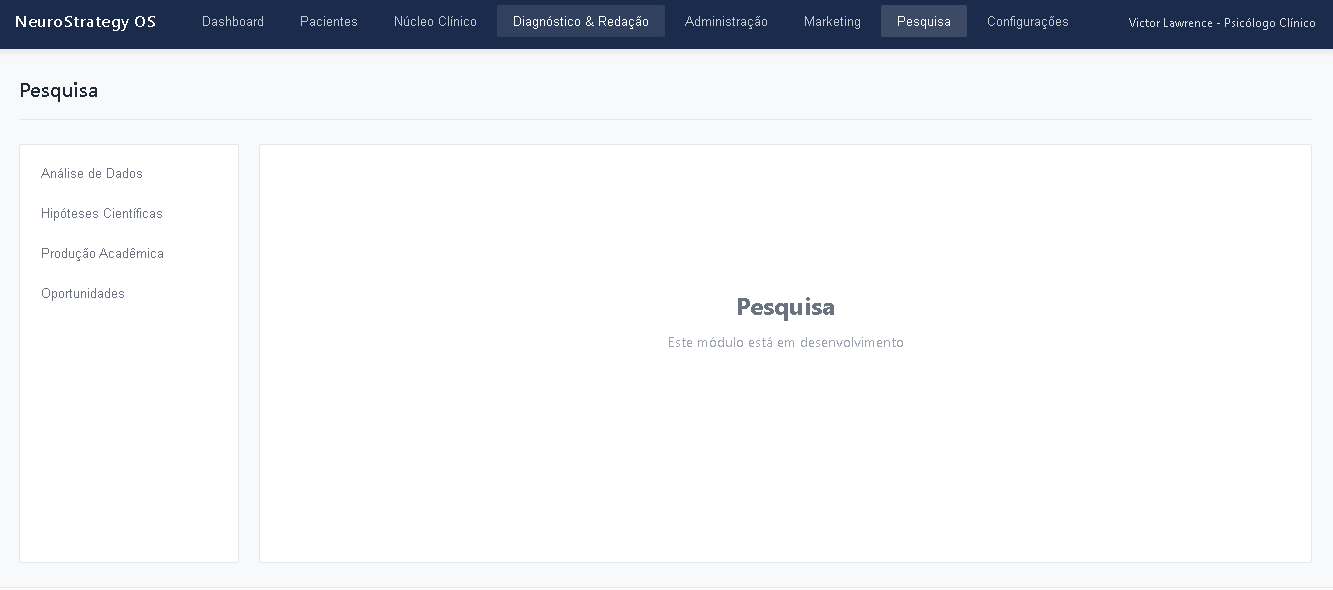 NeuroStrategy OS Dashboard Pacientes Núcleo Clínico Diagnóstico & Redação Administração Marketing Pesquisa Configurações Victor Lawrence - Psicólogo Clínico
Pesquisa
Análise de Dados
Hipóteses Científicas
Produção Acadêmica
Oportunidades
Pesquisa
Este módulo está em desenvolvimento